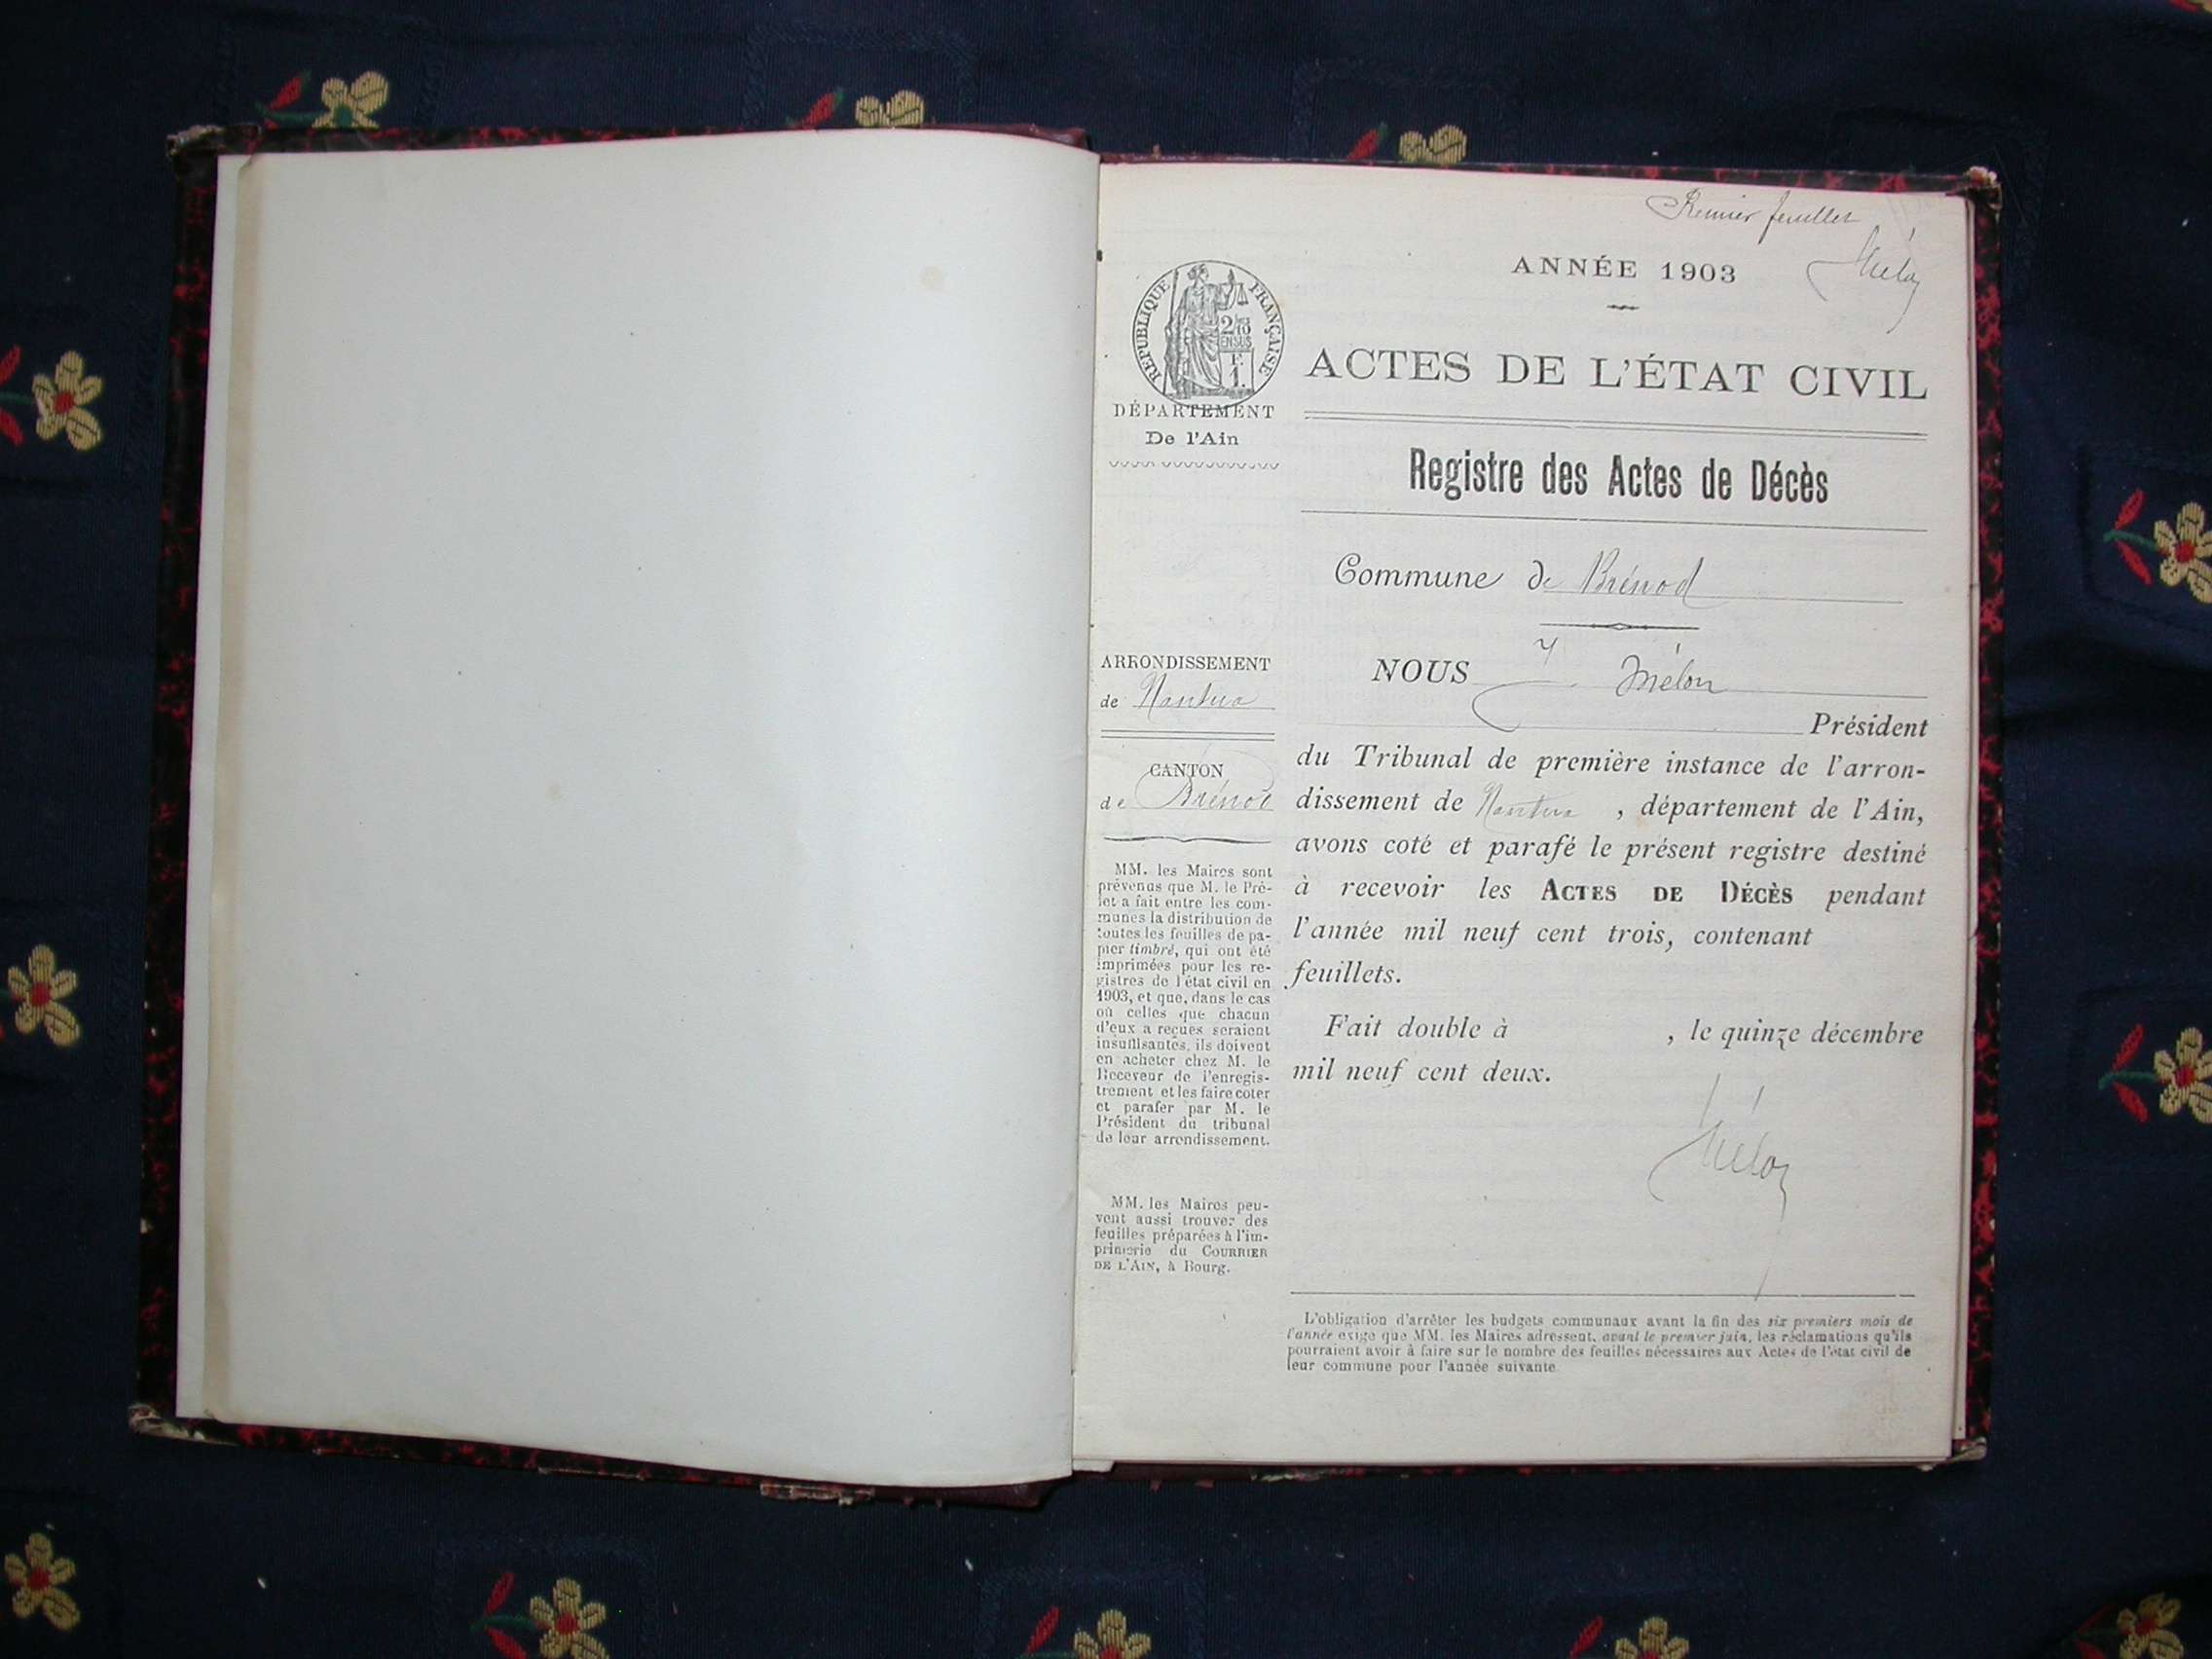 Premier feuillet
ANNÉE 1903
Mélon
RÉPUBLIQUE FRANÇAISE
2/10
EN SUS
F.
1.
ACTES DE L'ÉTAT CIVIL
DÉPARTEMENT
De l'Ain
Registre des Actes de Décès
Commune de Brénod
ARRONDISSEMENT
de Nantua
CANTON
de Brénod
MM. les Maires sont
prévenus que M. le Pré-
fet a fait entre les com-
munes la distribution de
toutes les feuilles de pa-
pier timbré, qui ont été
imprimées pour les re-
gistres de l'état civil en
1903, et que, dans le cas
où celles que chacun
d'eux a reçues seraient
insuffisantes, ils doivent
en acheter chez M. le
Receveur de l'enregis-
trement et les faire coter
et parafer par M. le
Président du tribunal
de leur arrondissement.
MM. les Maires peu-
vent aussi trouver des
feuilles préparées à l'im-
primerie du COURRIER
DE L'AIN, à Bourg.
NOUS Mélon
Président
du Tribunal de première instance de l'arron-
dissement de Nantua , département de l'Ain,
avons coté et parafé le présent registre destiné
à recevoir les ACTES DE DÉCÈS pendant
l'année mil neuf cent trois, contenant
feuillets.
Fait double à , le quinze décembre
mil neuf cent deux.
Mélon
L'obligation d'arrêter les budgets communaux avant la fin des six premiers mois de
l'année exige que MM. les Maires adressent, avant le premier juin, les réclamations qu'ils
pourraient avoir à faire sur le nombre des feuilles nécessaires aux Actes de l'état civil de
leur commune pour l'année suivante